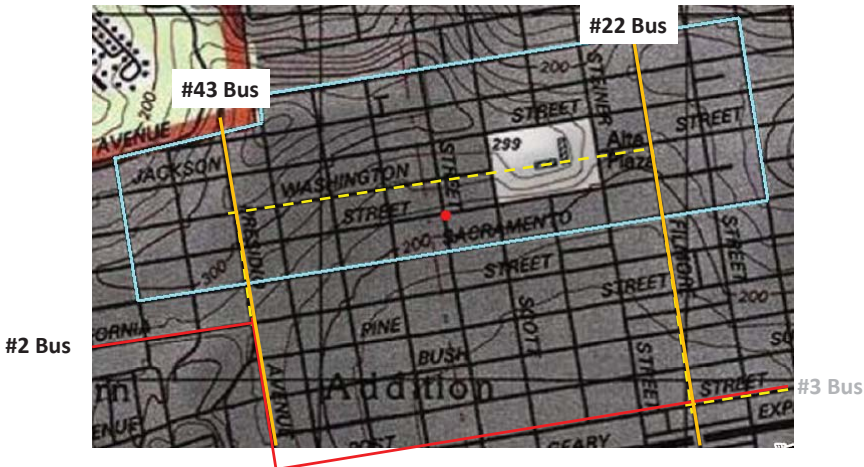 #22 Bus
#43 Bus
200
STEINER
200
STREET
STREET
AVENUE
299
Alta
Plaza
JACKSON
WASHINGTON
STREET
SACRAMENTO
200
STREET
300
FILLMORE
STREET
STREET
200
#2 Bus
PINE
SCOTT
BUSH
STREET
STREET
#3 Bus
AVENUE
Addition
POST
GEARY